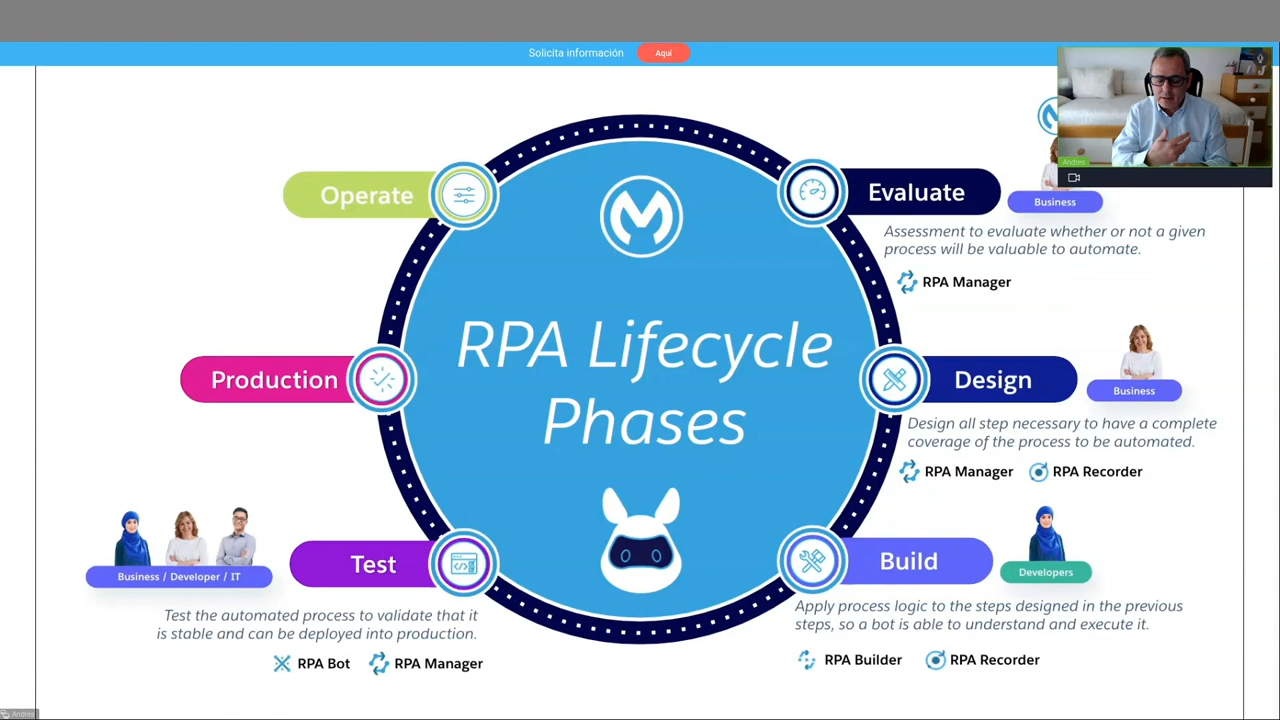 Solicita información
Aquí
Andres
Operate
Evaluate
Business
Assessment to evaluate whether or not a given
process will be valuable to automate.
RPA Manager
RPA Lifecycle
Phases
Production
Design
Business
Design all step necessary to have a complete
coverage of the process to be automated.
RPA Manager
RPA Recorder
Business / Developer / IT
Test
Build
Developers
Test the automated process to validate that it
is stable and can be deployed into production.
RPA Bot
RPA Manager
Apply process logic to the steps designed in the previous
steps, so a bot is able to understand and execute it.
RPA Builder
RPA Recorder
Andres